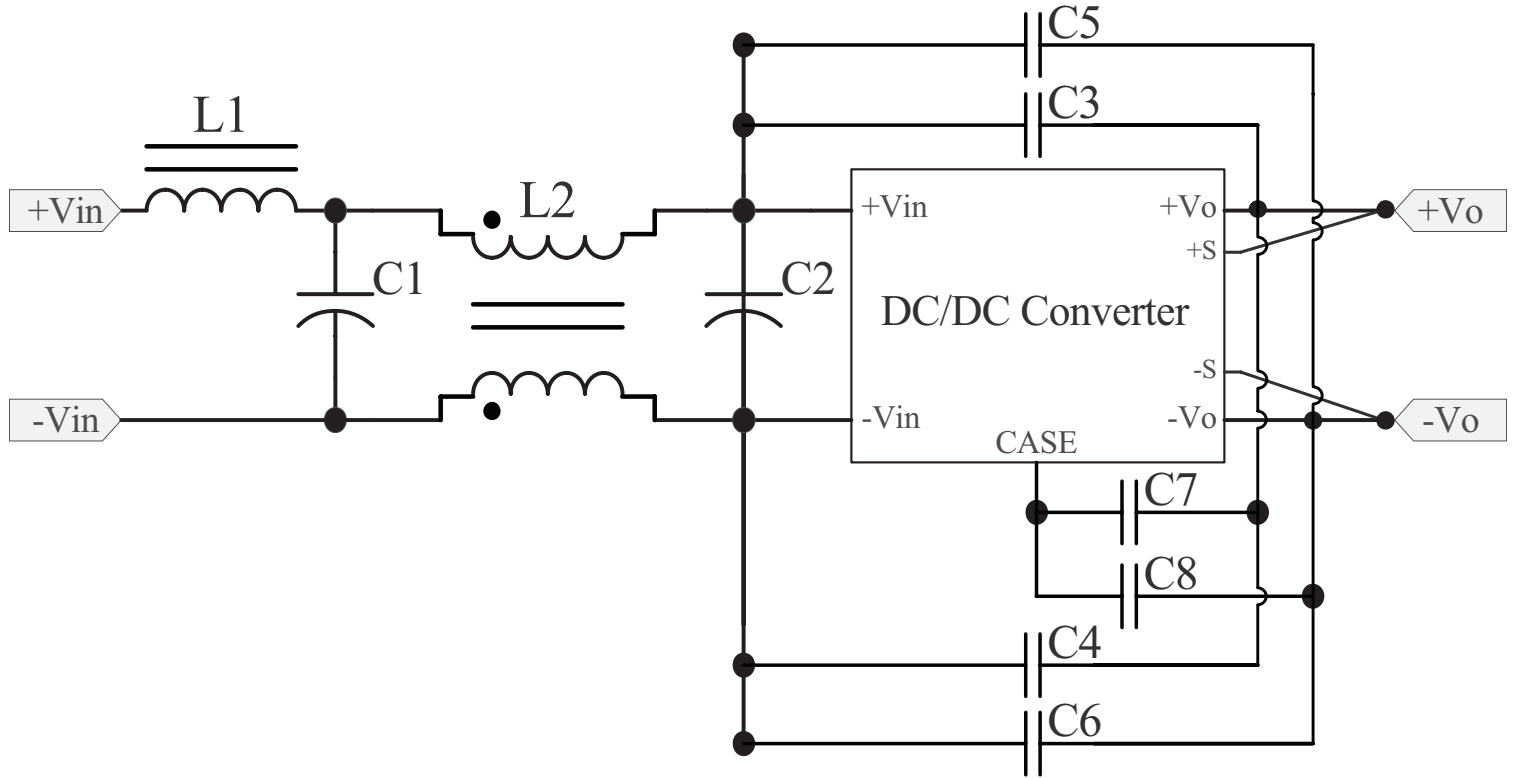 C5
C3
L1
+Vin
L2
+Vin
+Vo
+Vo
+S
C1
C2
DC/DC Converter
-S
-Vin
-Vin
-Vo
-Vo
CASE
C7
C8
C4
C6